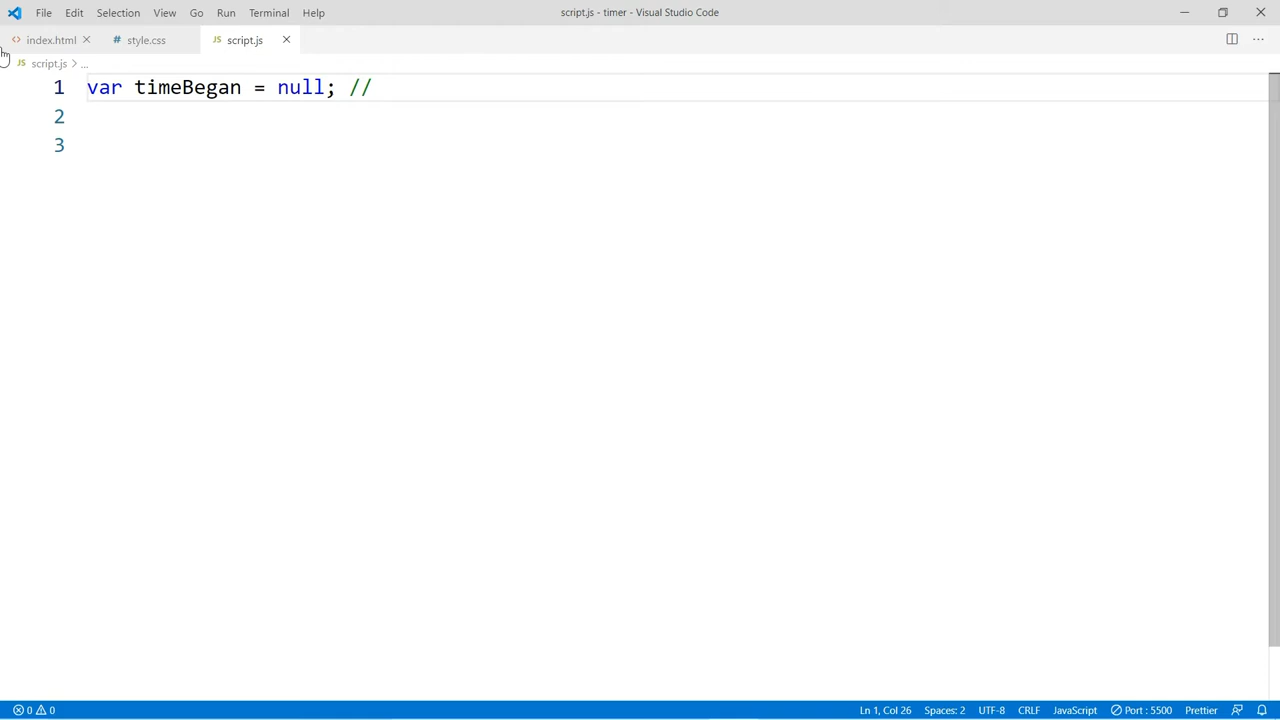 File Edit Selection View Go Run Terminal Help
script.js - timer - Visual Studio Code
index.html
# style.css
JS script.js
JS script.js > ...
1 var timeBegan = null; //
2
3
0 0
Ln 1, Col 26 Spaces: 2 UTF-8 CRLF JavaScript Port : 5500 Prettier